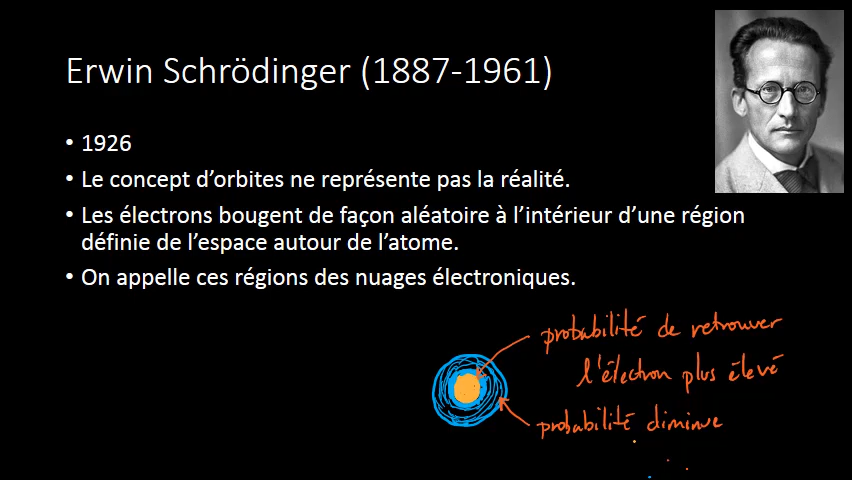 Erwin Schrödinger (1887-1961)
• 1926
• Le concept d’orbites ne représente pas la réalité.
• Les électrons bougent de façon aléatoire à l’intérieur d’une région
définie de l’espace autour de l’atome.
• On appelle ces régions des nuages électroniques.
probabilité de retrouver
l'électron plus élevé
probabilité diminue